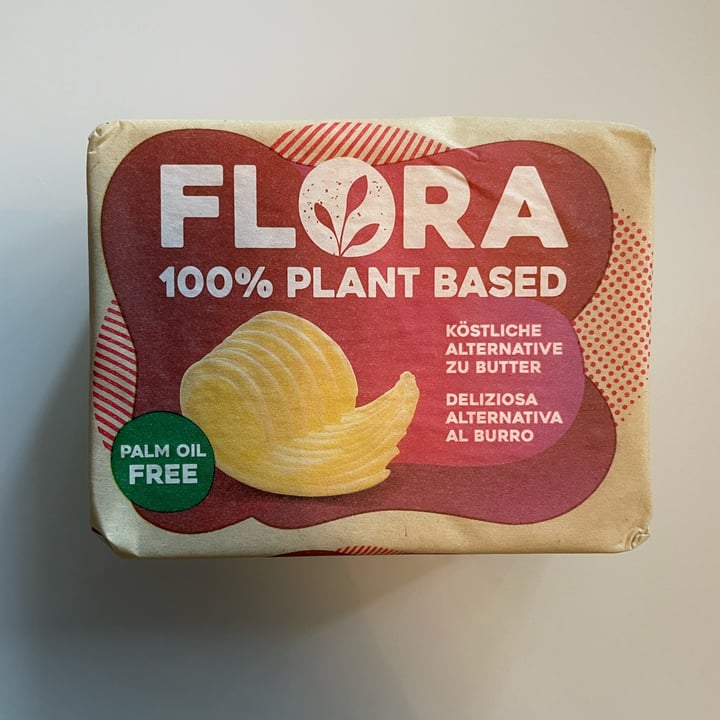 FLORA
100% PLANT BASED
KÖSTLICHE
ALTERNATIVE
ZU BUTTER
DELIZIOSA
ALTERNATIVA
AL BURRO
PALM OIL
FREE